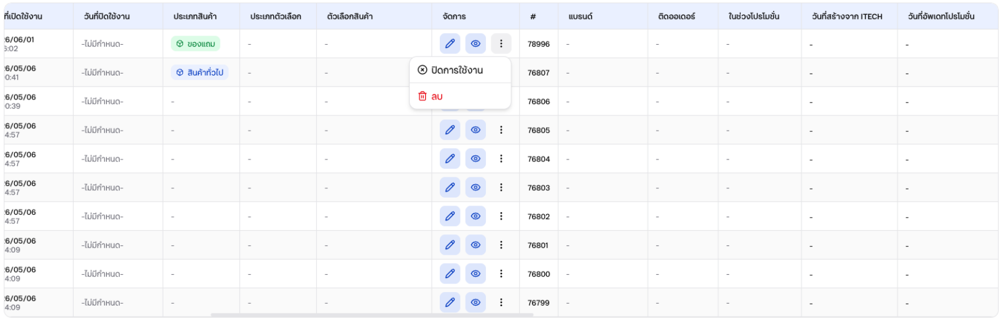 ที่เปิดใช้งาน วันที่ปิดใช้งาน ประเภทสินค้า ประเภทตัวเลือก ตัวเลือกสินค้า จัดการ # แบรนด์ ติดออเดอร์ ในช่วงโปรโมชั่น วันที่สร้างจาก ITECH วันที่อัพเดทโปรโมชั่น
26/06/01
6:02
-ไม่มีกำหนด- ของแถม - - 78996 - - - - -
ปิดการใช้งาน
26/05/06
0:41
-ไม่มีกำหนด- สินค้าทั่วไป - - 76807 - - - - -
ลบ
26/05/06
0:39
-ไม่มีกำหนด- - - - 76806 - - - - -
26/05/06
4:57
-ไม่มีกำหนด- - - - 76805 - - - - -
26/05/06
4:57
-ไม่มีกำหนด- - - - 76804 - - - - -
26/05/06
4:57
-ไม่มีกำหนด- - - - 76803 - - - - -
26/05/06
4:57
-ไม่มีกำหนด- - - - 76802 - - - - -
26/05/06
4:09
-ไม่มีกำหนด- - - - 76801 - - - - -
26/05/06
4:09
-ไม่มีกำหนด- - - - 76800 - - - - -
26/05/06
4:09
-ไม่มีกำหนด- - - - 76799 - - - - -